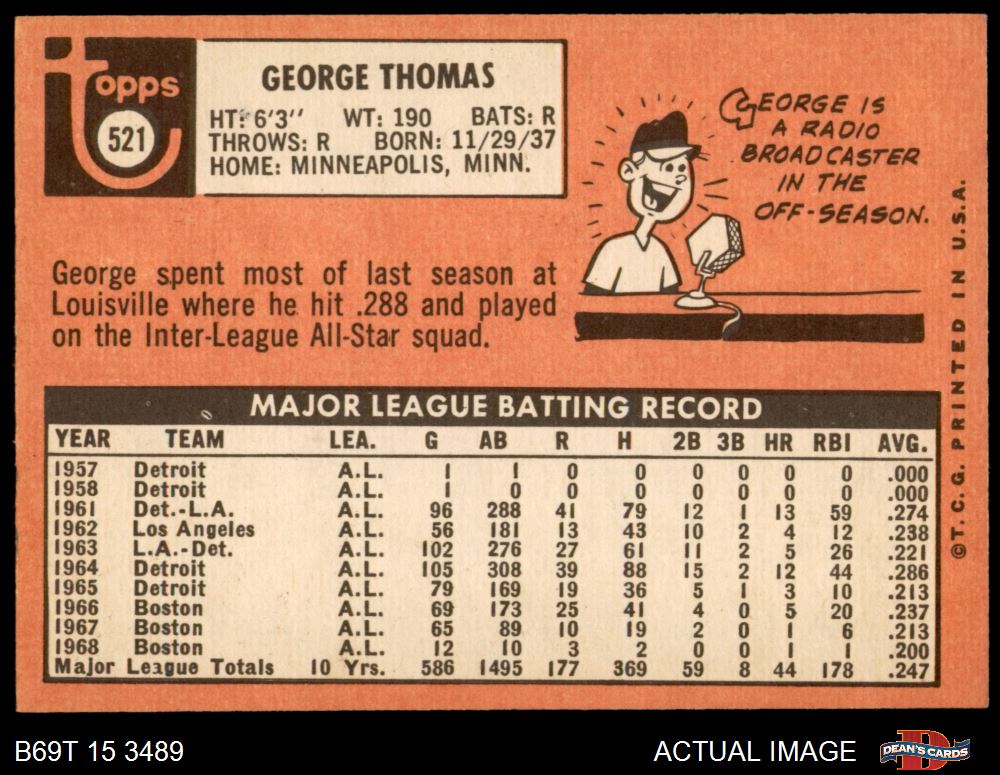 Topps
521
GEORGE THOMAS
HT: 6'3" WT: 190 BATS: R
THROWS: R BORN: 11/29/37
HOME: MINNEAPOLIS, MINN.
GEORGE IS
A RADIO
BROADCASTER
IN THE
OFF-SEASON.
George spent most of last season at
Louisville where he hit .288 and played
on the Inter-League All-Star squad.
MAJOR LEAGUE BATTING RECORD
YEAR TEAM LEA. G AB R H 2B 3B HR RBI AVG.
1957 Detroit A.L. 1 1 0 0 0 0 0 0 .000
1958 Detroit A.L. 1 0 0 0 0 0 0 0 .000
1961 Det.-L.A. A.L. 96 288 41 79 12 1 13 59 .274
1962 Los Angeles A.L. 56 181 13 43 10 2 4 12 .238
1963 L.A.-Det. A.L. 102 276 27 61 11 2 5 26 .221
1964 Detroit A.L. 105 308 39 88 15 2 12 44 .286
1965 Detroit A.L. 79 169 19 36 5 1 3 10 .213
1966 Boston A.L. 69 173 25 41 4 0 5 20 .237
1967 Boston A.L. 65 89 10 19 2 0 1 6 .213
1968 Boston A.L. 12 10 3 2 0 0 1 1 .200
Major League Totals 10 Yrs. 586 1495 177 369 59 8 44 178 .247
©T.C.G. PRINTED IN U.S.A.
B69T 15 3489
ACTUAL IMAGE
DEAN'S CARDS